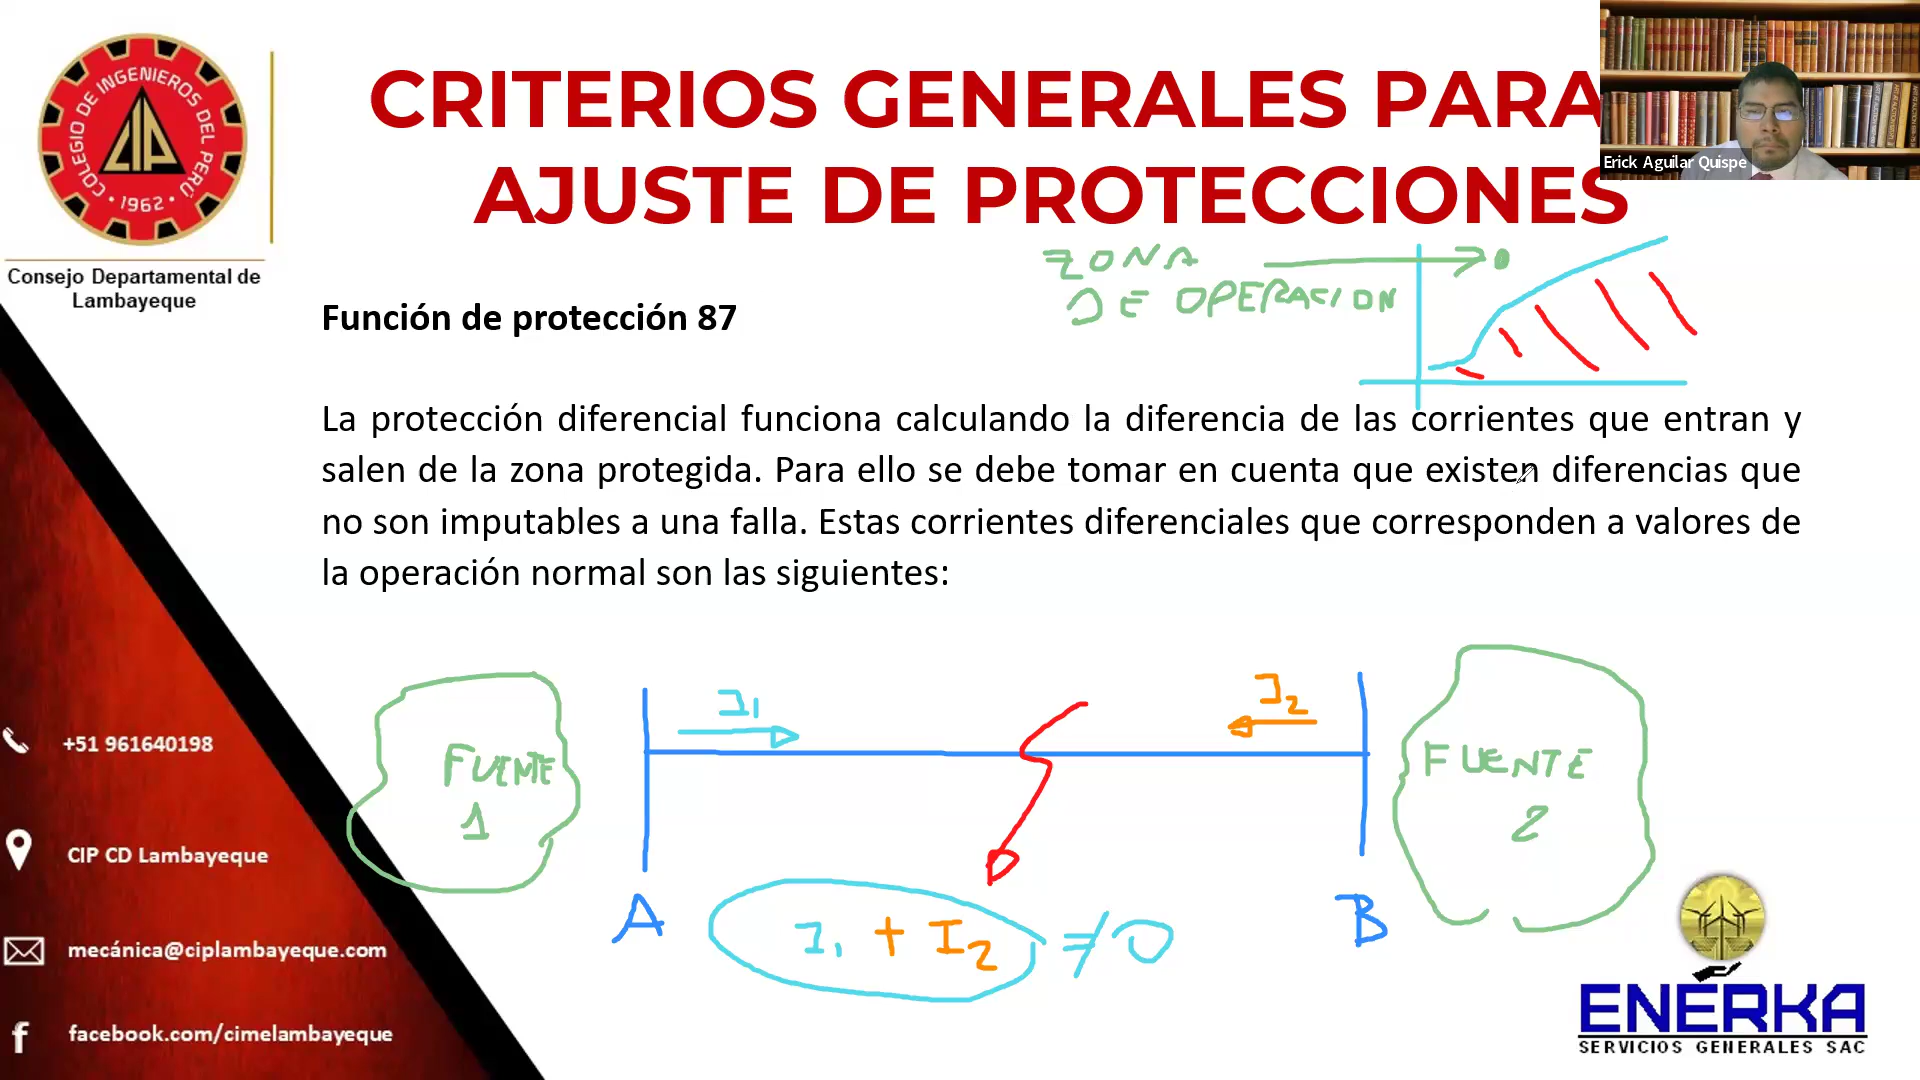 COLEGIO DE INGENIEROS DEL PERÚ
CIP
• 1962 •
Consejo Departamental de
Lambayeque
CRITERIOS GENERALES PARA
AJUSTE DE PROTECCIONES
Erick Aguilar Quispe
ZONA
DE OPERACION
Función de protección 87
La protección diferencial funciona calculando la diferencia de las corrientes que entran y
salen de la zona protegida. Para ello se debe tomar en cuenta que existen diferencias que
no son imputables a una falla. Estas corrientes diferenciales que corresponden a valores de
la operación normal son las siguientes:
FUENTE
1
I1
I2
FUENTE
2
A
B
I1 + I2 ≠ 0
+51 961640198
CIP CD Lambayeque
mecánica@ciplambayeque.com
facebook.com/cimelambayeque
ENERKA
SERVICIOS GENERALES SAC